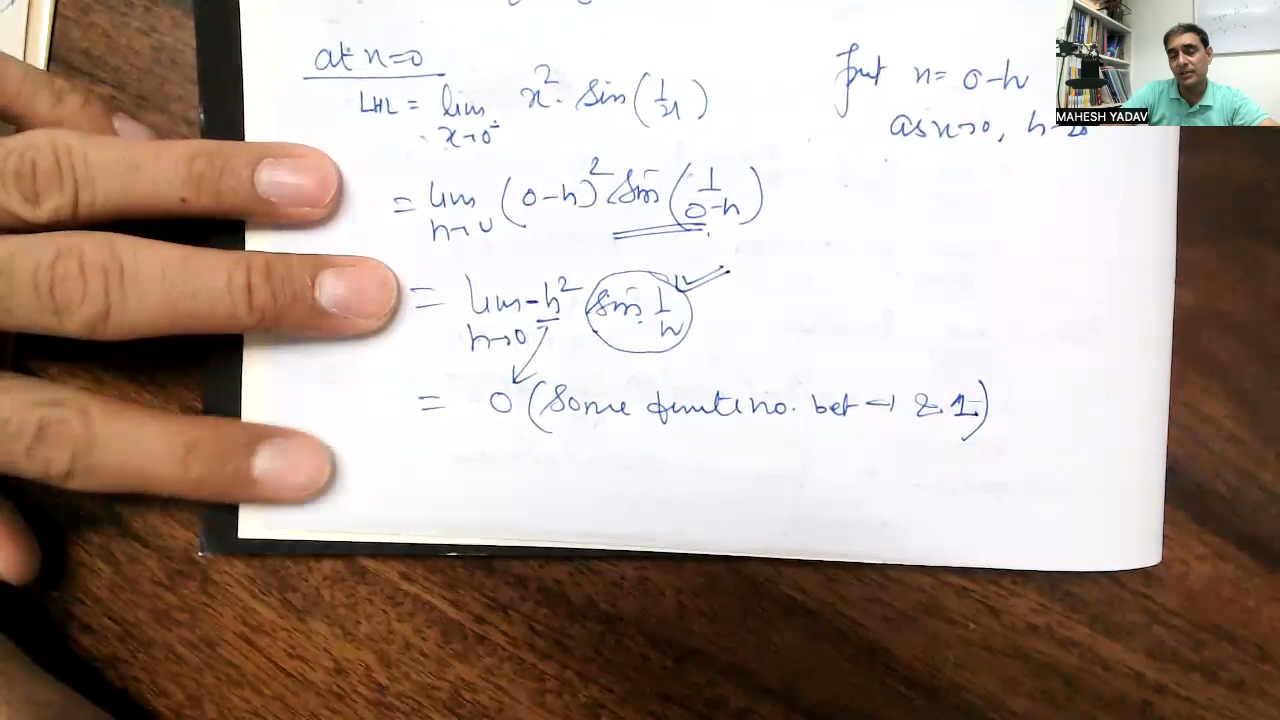 at x=0
LHL = lim x→0⁻ x². sin(1/x)
put x = 0-h
as x→0, h→0
= lim h→0 (0-h)² sin(1/0-h)
= lim h→0 -h² sin 1/h
= 0 (Some no. bet -1 & 1)
MAHESH YADAV